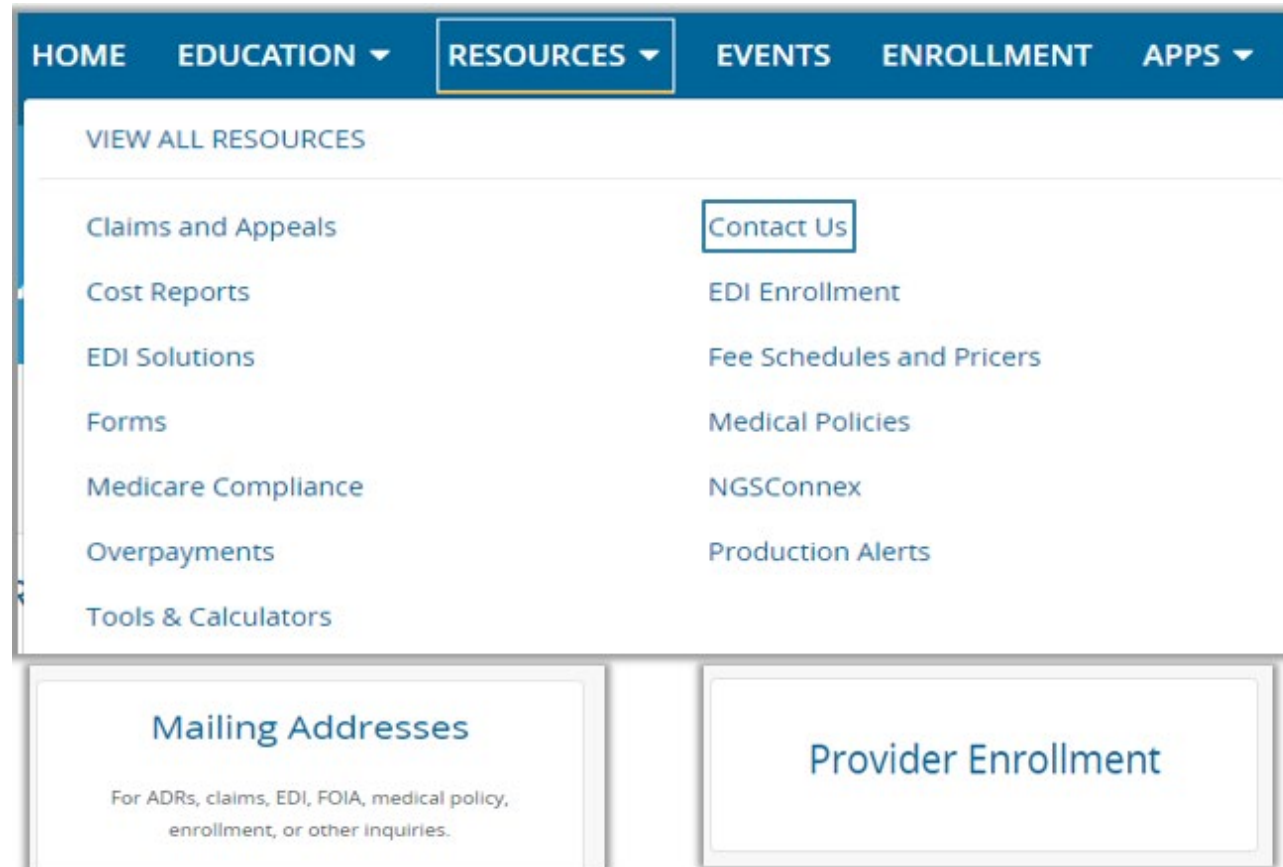 HOME EDUCATION RESOURCES EVENTS ENROLLMENT APPS
VIEW ALL RESOURCES
Claims and Appeals
Cost Reports
EDI Solutions
Forms
Medicare Compliance
Overpayments
Tools & Calculators
Contact Us
EDI Enrollment
Fee Schedules and Pricers
Medical Policies
NGSConnex
Production Alerts
Mailing Addresses
For ADRs, claims, EDI, FOIA, medical policy,
enrollment, or other inquiries.
Provider Enrollment